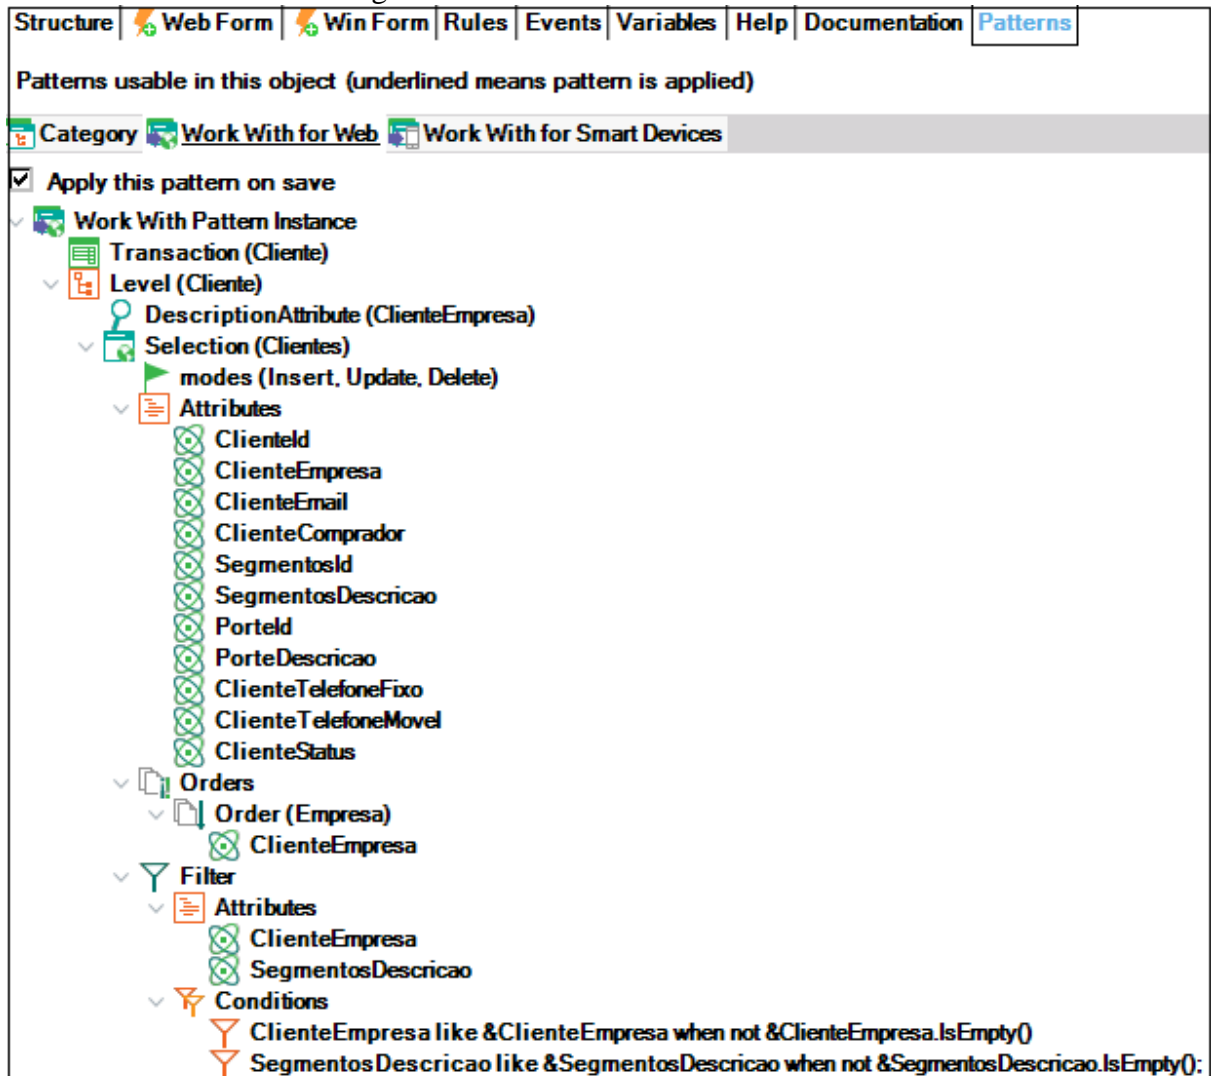 Structure Web Form Win Form Rules Events Variables Help Documentation Patterns
Patterns usable in this object (underlined means pattern is applied)
Category Work With for Web Work With for Smart Devices
Apply this pattern on save
Work With Pattern Instance
Transaction (Cliente)
Level (Cliente)
DescriptionAttribute (ClienteEmpresa)
Selection (Clientes)
modes (Insert, Update, Delete)
Attributes
ClienteId
ClienteEmpresa
ClienteEmail
ClienteComprador
SegmentosId
SegmentosDescricao
PorteId
PorteDescricao
ClienteTelefoneFixo
ClienteTelefoneMovel
ClienteStatus
Orders
Order (Empresa)
ClienteEmpresa
Filter
Attributes
ClienteEmpresa
SegmentosDescricao
Conditions
ClienteEmpresa like &ClienteEmpresa when not &ClienteEmpresa.IsEmpty()
SegmentosDescricao like &SegmentosDescricao when not &SegmentosDescricao.IsEmpty();